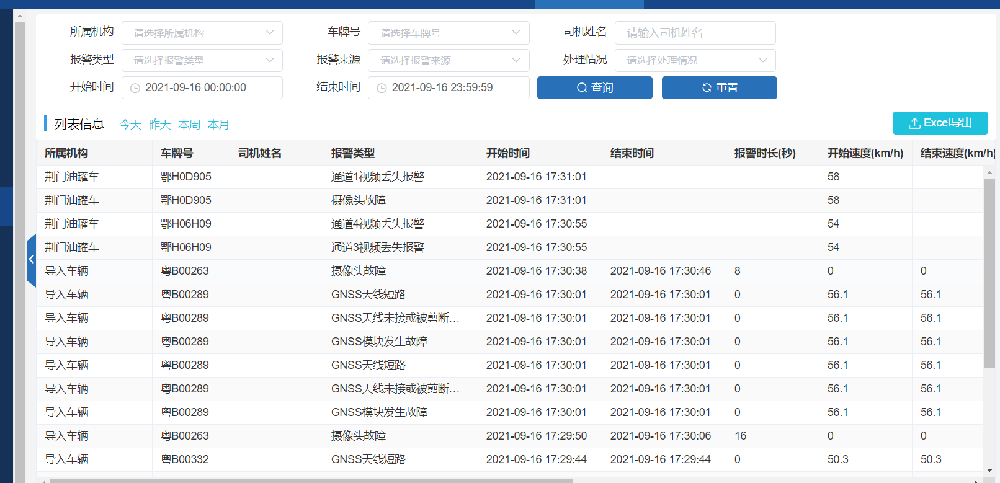 所属机构 请选择所属机构 车牌号 请选择车牌号 司机姓名 请输入司机姓名
报警类型 请选择报警类型 报警来源 请选择报警来源 处理情况 请选择处理情况
开始时间 2021-09-16 00:00:00 结束时间 2021-09-16 23:59:59 查询 重置
列表信息 今天 昨天 本周 本月 Excel导出
所属机构 车牌号 司机姓名 报警类型 开始时间 结束时间 报警时长(秒) 开始速度(km/h) 结束速度(km/h)
荆门油罐车 鄂H0D905 通道1视频丢失报警 2021-09-16 17:31:01 58
荆门油罐车 鄂H0D905 摄像头故障 2021-09-16 17:31:01 58
荆门油罐车 鄂H06H09 通道4视频丢失报警 2021-09-16 17:30:55 54
荆门油罐车 鄂H06H09 通道3视频丢失报警 2021-09-16 17:30:55 54
导入车辆 粤B00263 摄像头故障 2021-09-16 17:30:38 2021-09-16 17:30:46 8 0 0
导入车辆 粤B00289 GNSS天线短路 2021-09-16 17:30:01 2021-09-16 17:30:01 0 56.1 56.1
导入车辆 粤B00289 GNSS天线未接或被剪断… 2021-09-16 17:30:01 2021-09-16 17:30:01 0 56.1 56.1
导入车辆 粤B00289 GNSS模块发生故障 2021-09-16 17:30:01 2021-09-16 17:30:01 0 56.1 56.1
导入车辆 粤B00289 GNSS天线短路 2021-09-16 17:30:01 2021-09-16 17:30:01 0 56.1 56.1
导入车辆 粤B00289 GNSS天线未接或被剪断… 2021-09-16 17:30:01 2021-09-16 17:30:01 0 56.1 56.1
导入车辆 粤B00289 GNSS模块发生故障 2021-09-16 17:30:01 2021-09-16 17:30:01 0 56.1 56.1
导入车辆 粤B00263 摄像头故障 2021-09-16 17:29:50 2021-09-16 17:30:06 16 0 0
导入车辆 粤B00332 GNSS天线短路 2021-09-16 17:29:44 2021-09-16 17:29:44 0 50.3 50.3